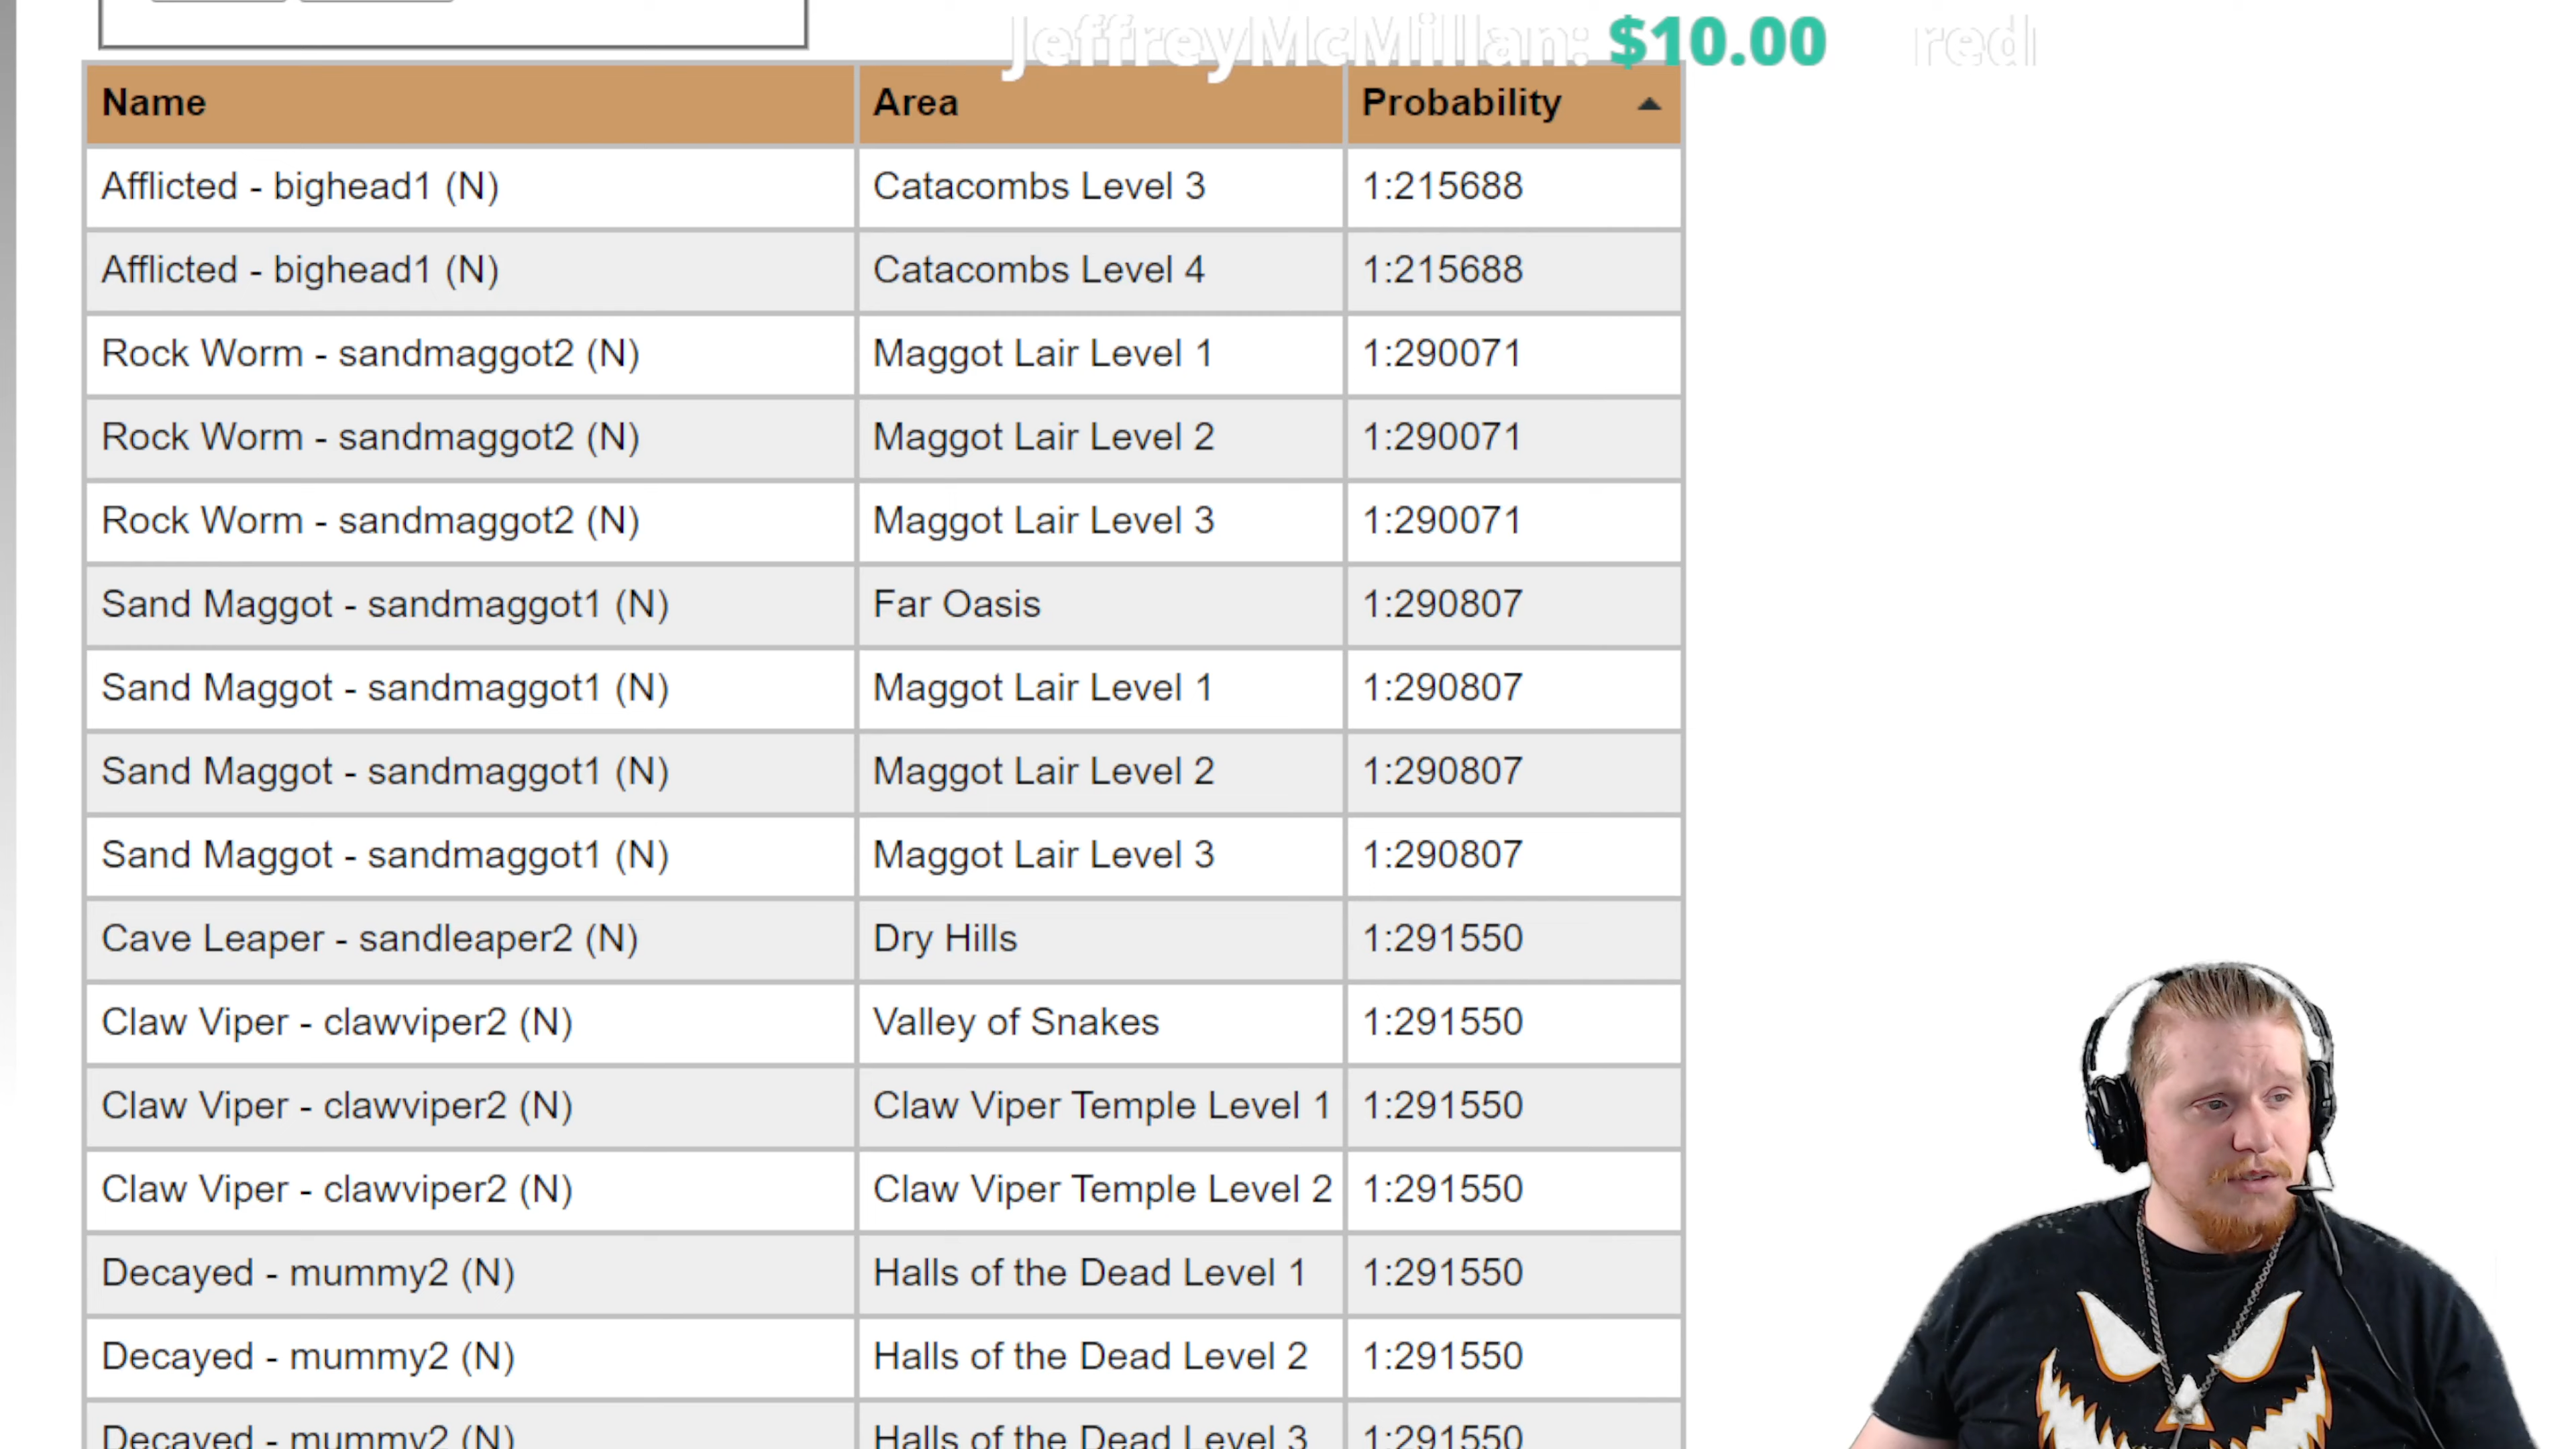 JeffreyMcMillan: $10.00 red
Name Area Probability
Afflicted - bighead1 (N) Catacombs Level 3 1:215688
Afflicted - bighead1 (N) Catacombs Level 4 1:215688
Rock Worm - sandmaggot2 (N) Maggot Lair Level 1 1:290071
Rock Worm - sandmaggot2 (N) Maggot Lair Level 2 1:290071
Rock Worm - sandmaggot2 (N) Maggot Lair Level 3 1:290071
Sand Maggot - sandmaggot1 (N) Far Oasis 1:290807
Sand Maggot - sandmaggot1 (N) Maggot Lair Level 1 1:290807
Sand Maggot - sandmaggot1 (N) Maggot Lair Level 2 1:290807
Sand Maggot - sandmaggot1 (N) Maggot Lair Level 3 1:290807
Cave Leaper - sandleaper2 (N) Dry Hills 1:291550
Claw Viper - clawviper2 (N) Valley of Snakes 1:291550
Claw Viper - clawviper2 (N) Claw Viper Temple Level 1 1:291550
Claw Viper - clawviper2 (N) Claw Viper Temple Level 2 1:291550
Decayed - mummy2 (N) Halls of the Dead Level 1 1:291550
Decayed - mummy2 (N) Halls of the Dead Level 2 1:291550
Decayed - mummy2 (N) Halls of the Dead Level 3 1:291550